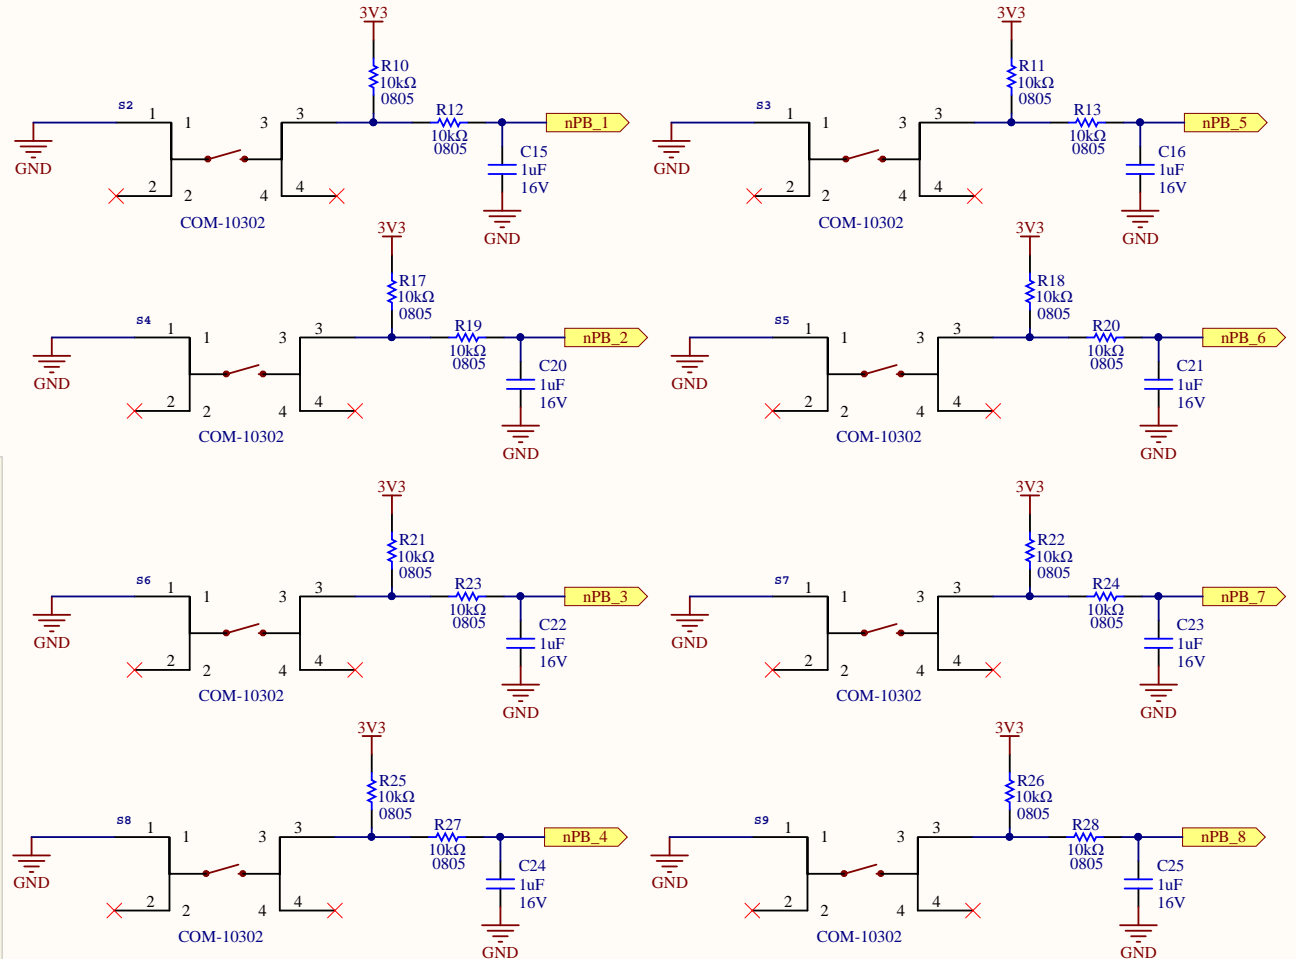 3V3
R10
10kΩ
0805
S2
1
1
3
3
R12
10kΩ
0805
nPB_1
GND
2
2
4
4
C15
1uF
16V
COM-10302
GND
3V3
R11
10kΩ
0805
S3
1
1
3
3
R13
10kΩ
0805
nPB_5
GND
2
2
4
4
C16
1uF
16V
COM-10302
GND
3V3
R17
10kΩ
0805
S4
1
1
3
3
R19
10kΩ
0805
nPB_2
GND
2
2
4
4
C20
1uF
16V
COM-10302
GND
3V3
R18
10kΩ
0805
S5
1
1
3
3
R20
10kΩ
0805
nPB_6
GND
2
2
4
4
C21
1uF
16V
COM-10302
GND
3V3
R21
10kΩ
0805
S6
1
1
3
3
R23
10kΩ
0805
nPB_3
GND
2
2
4
4
C22
1uF
16V
COM-10302
GND
3V3
R22
10kΩ
0805
S7
1
1
3
3
R24
10kΩ
0805
nPB_7
GND
2
2
4
4
C23
1uF
16V
COM-10302
GND
3V3
R25
10kΩ
0805
S8
1
1
3
3
R27
10kΩ
0805
nPB_4
GND
2
2
4
4
C24
1uF
16V
COM-10302
GND
3V3
R26
10kΩ
0805
S9
1
1
3
3
R28
10kΩ
0805
nPB_8
GND
2
2
4
4
C25
1uF
16V
COM-10302
GND